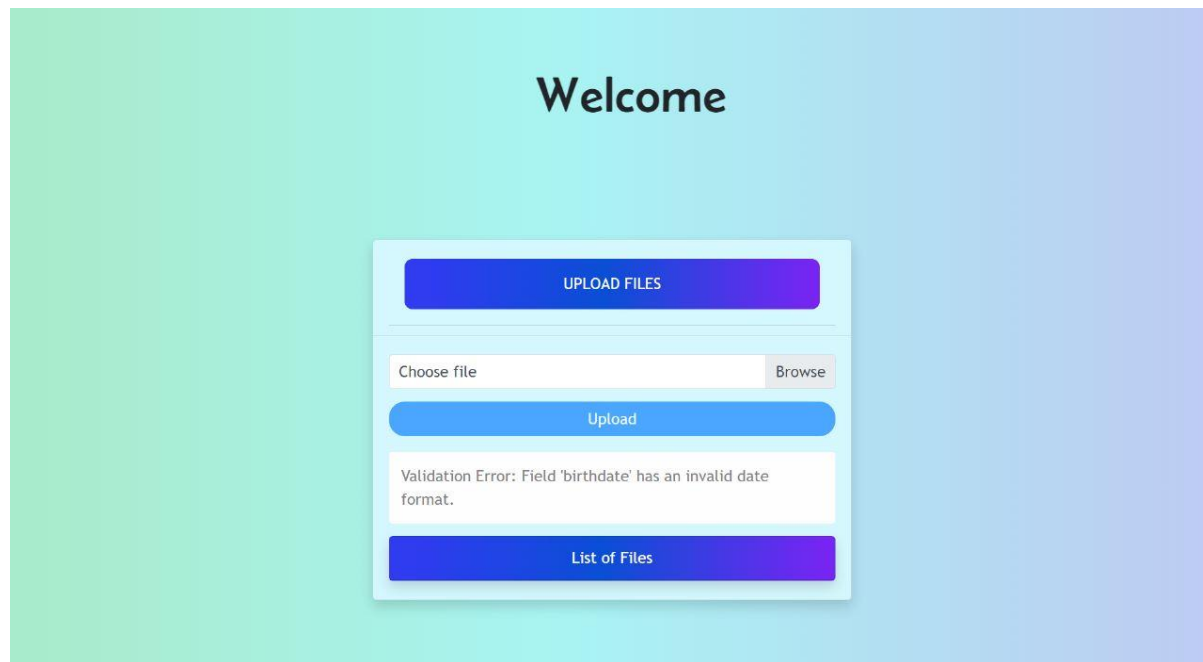 Welcome
UPLOAD FILES
Choose file
Browse
Upload
Validation Error: Field 'birthdate' has an invalid date
format.
List of Files